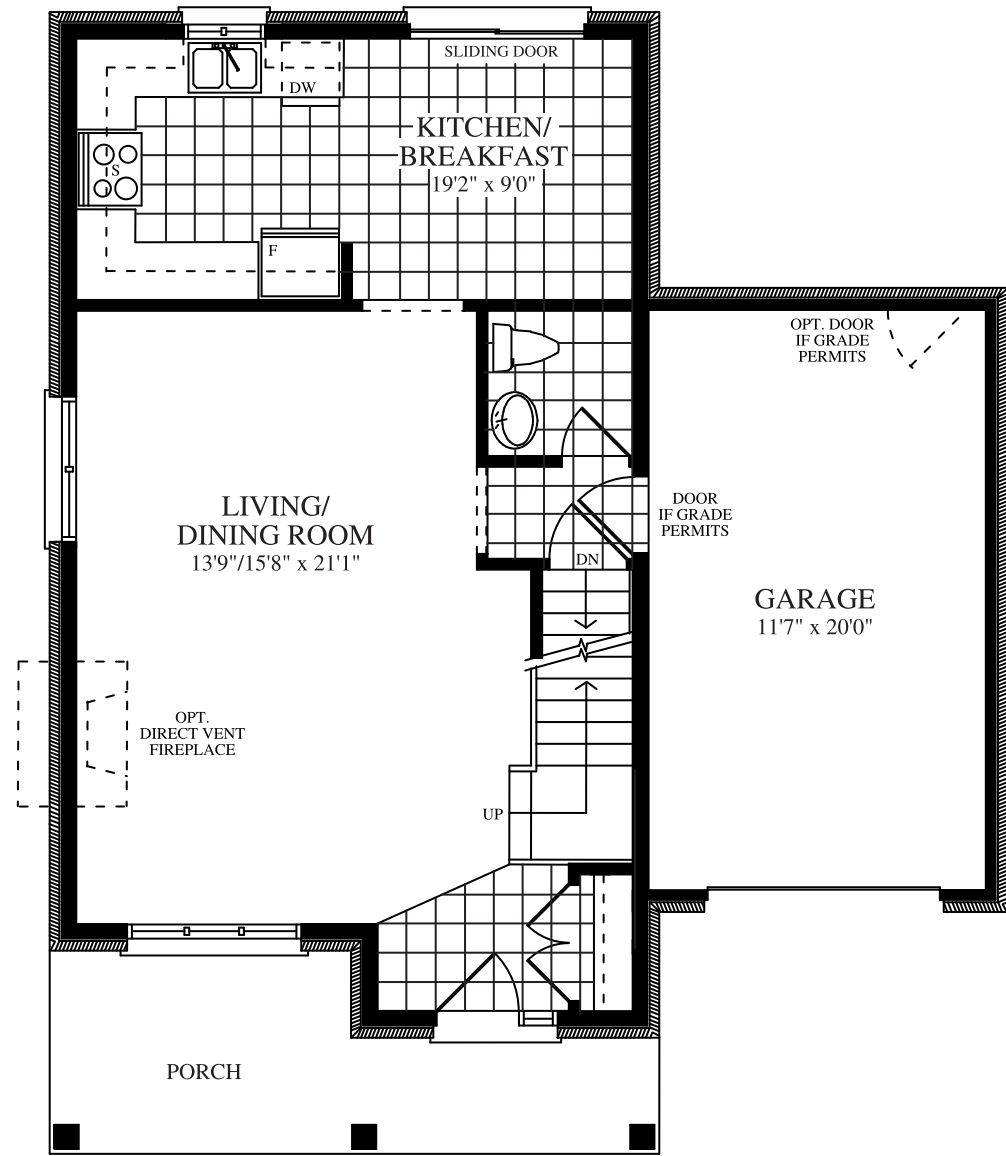 SLIDING DOOR
DW
KITCHEN/
BREAKFAST
19'2" x 9'0"
S
F
OPT. DOOR
IF GRADE
PERMITS
LIVING/
DINING ROOM
13'9"/15'8" x 21'1"
DOOR
IF GRADE
PERMITS
DN
GARAGE
11'7" x 20'0"
OPT.
DIRECT VENT
FIREPLACE
UP
PORCH